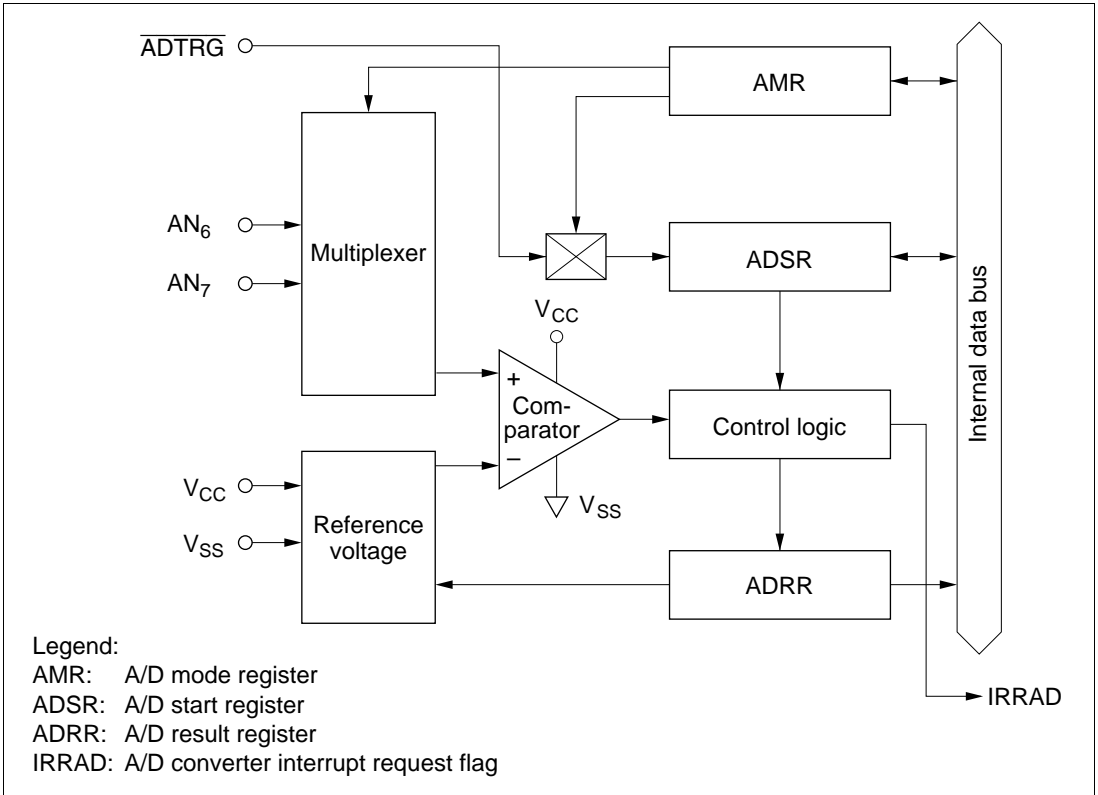 ADTRG
AMR
AN6
AN7
Multiplexer
ADSR
VCC
+
Com-
parator
−
VSS
Control logic
Internal data bus
VCC
VSS
Reference
voltage
ADRR
IRRAD
Legend:
AMR: A/D mode register
ADSR: A/D start register
ADRR: A/D result register
IRRAD: A/D converter interrupt request flag